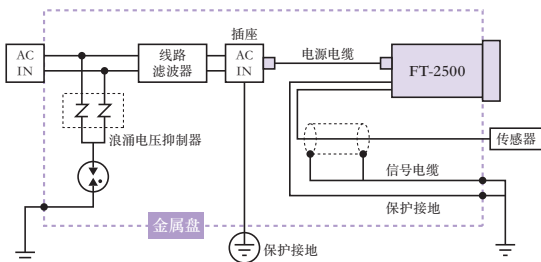 插座
AC
IN
线路
滤波器
AC
IN
电源电缆
FT-2500
浪涌电压抑制器
传感器
信号电缆
保护接地
金属盘
保护接地